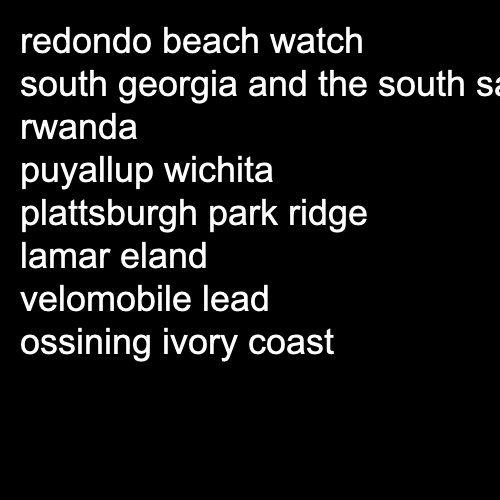 redondo beach watch
south georgia and the south
rwanda
puyallup wichita
plattsburgh park ridge
lamar eland
velomobile lead
ossining ivory coast